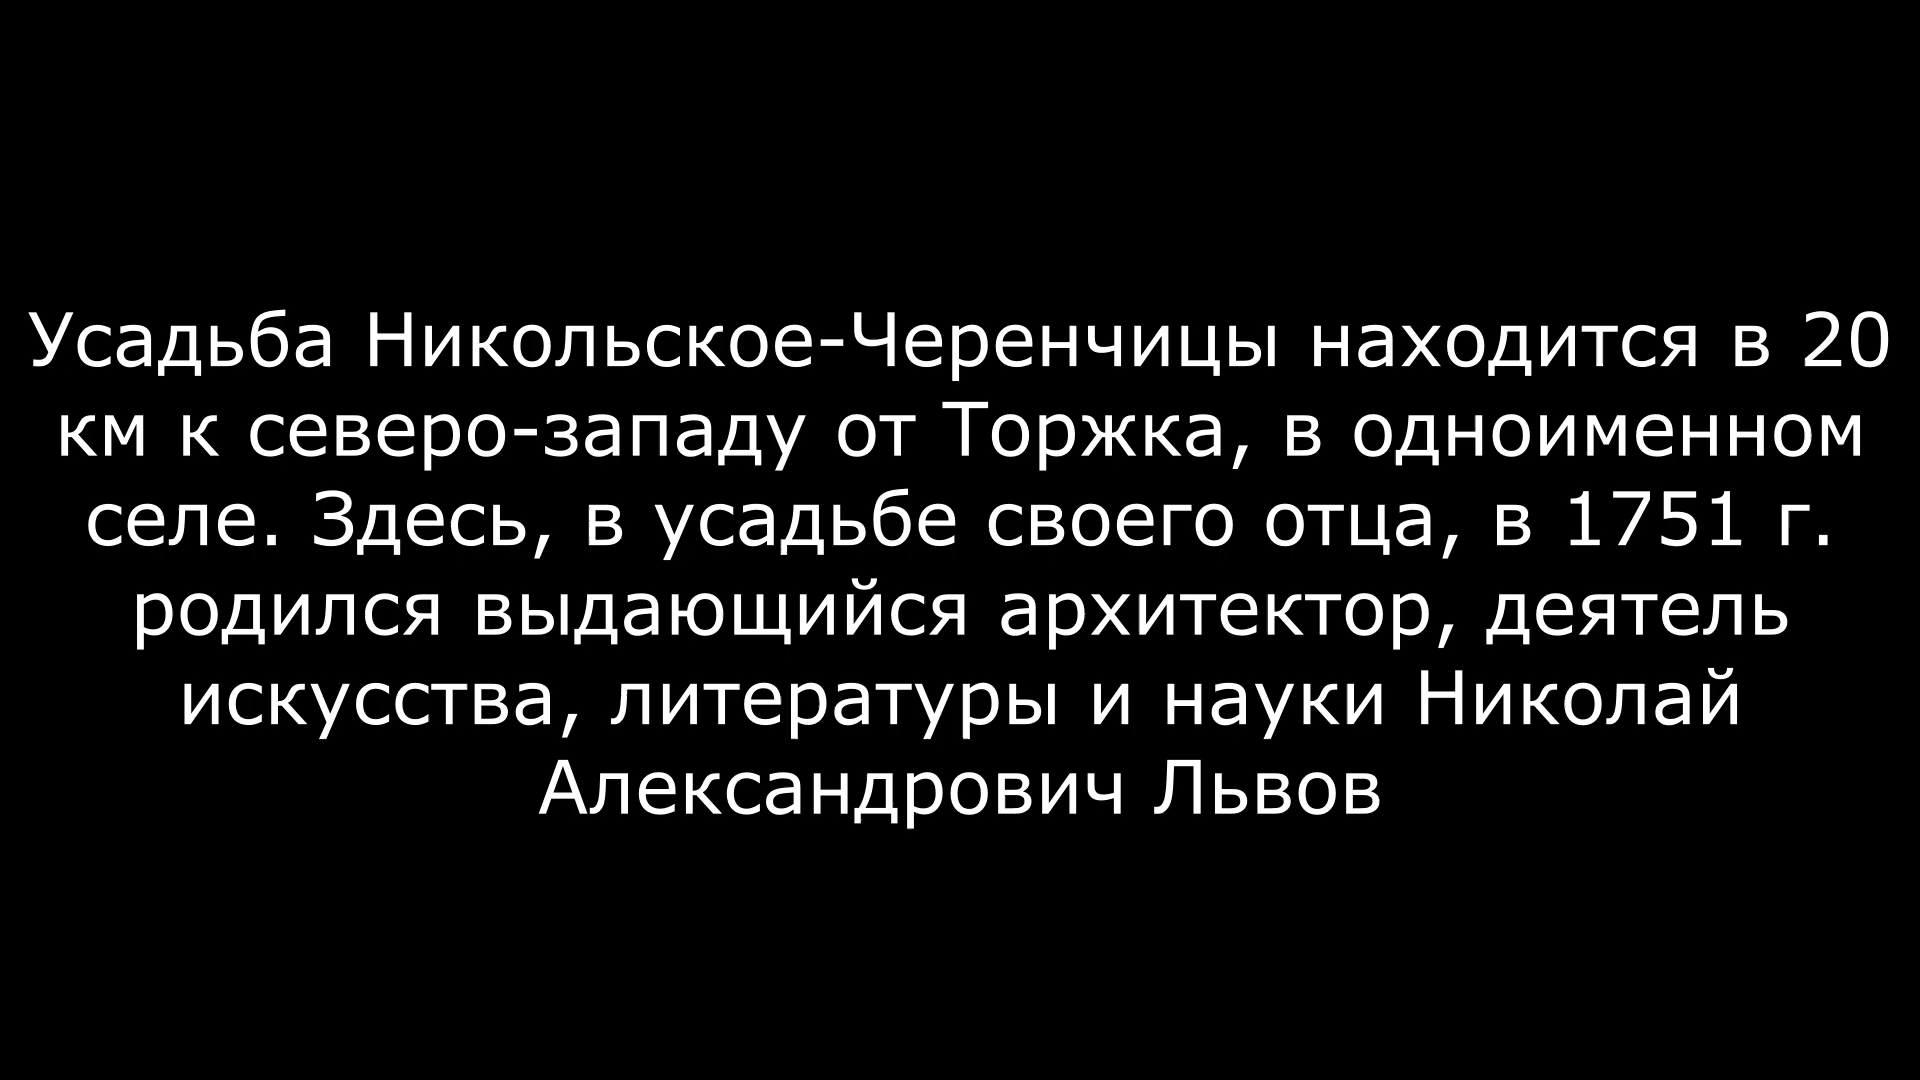 Усадьба Никольское-Черенчицы находится в 20
км к северо-западу от Торжка, в одноименном
селе. Здесь, в усадьбе своего отца, в 1751 г.
родился выдающийся архитектор, деятель
искусства, литературы и науки Николай
Александрович Львов